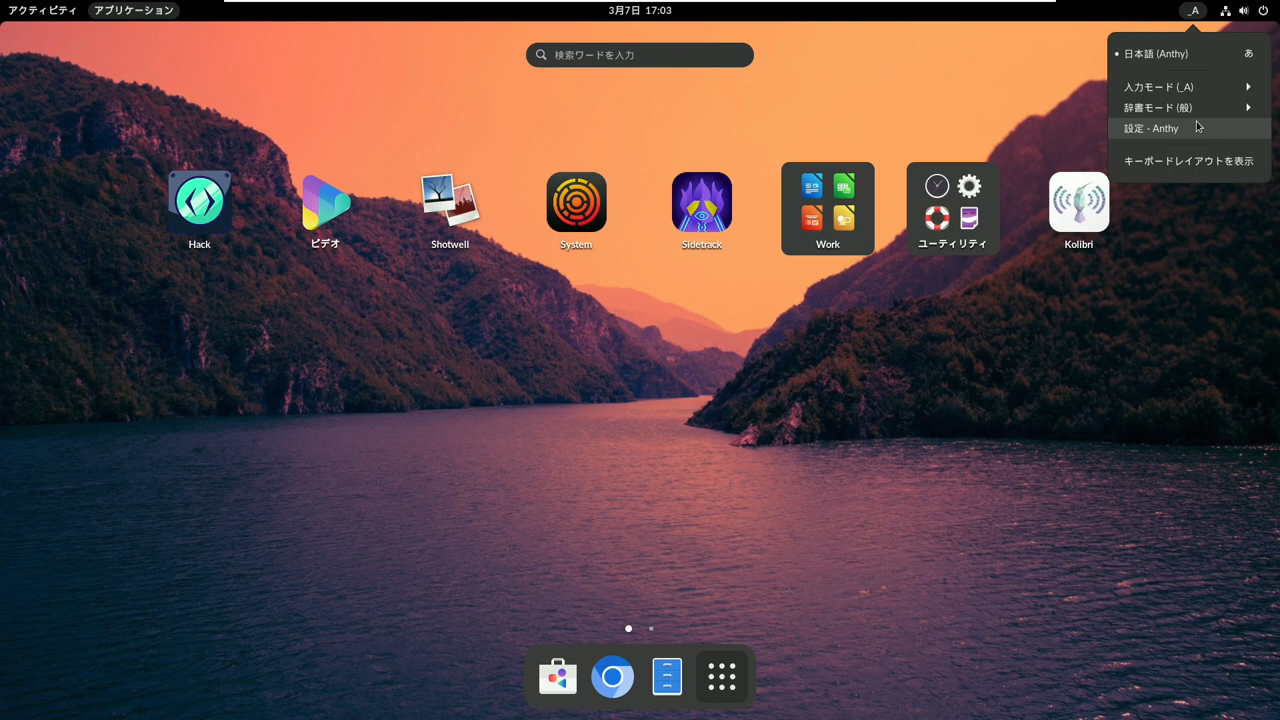 アクティビティ
アプリケーション
3月7日 17:03
_A
検索ワードを入力
日本語 (Anthy) あ
入力モード (_A)
辞書モード (般)
設定 - Anthy
キーボードレイアウトを表示
Hack
ビデオ
Shotwell
System
Sidetrack
Work
ユーティリティ
Kolibri